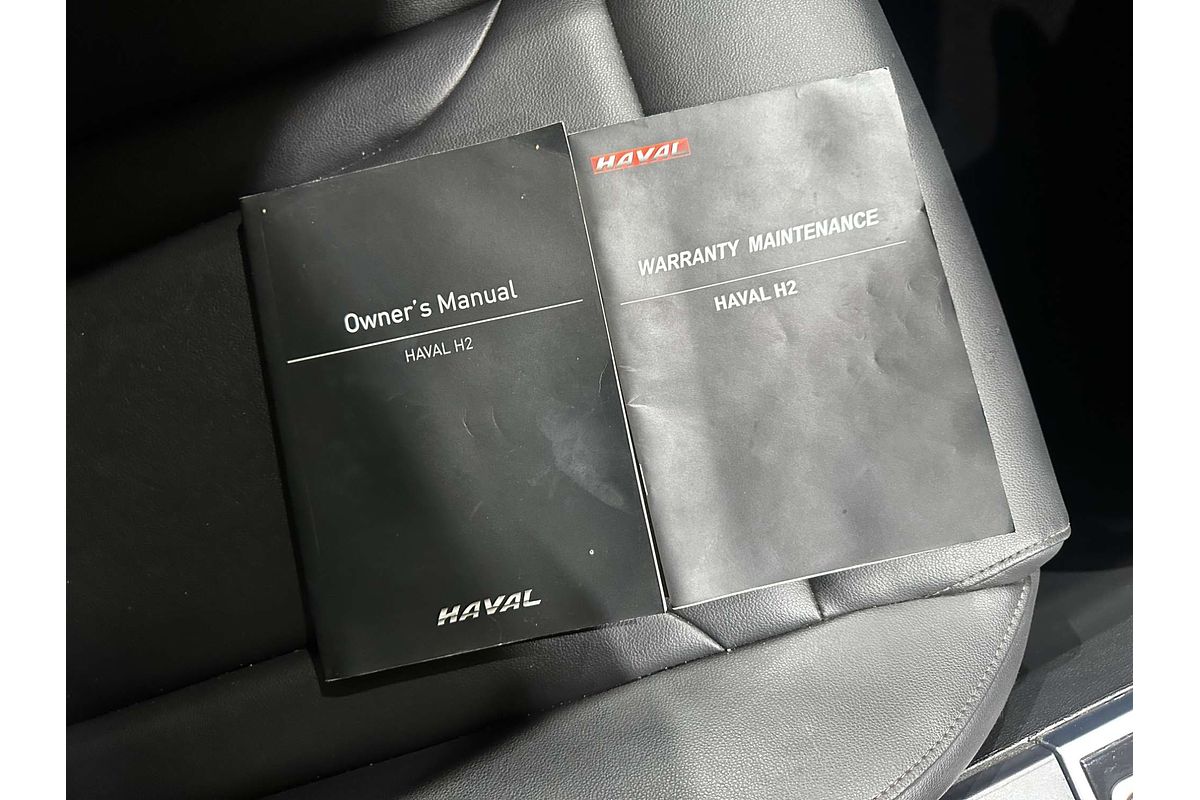 Owner's Manual
HAVAL H2
HAVAL
HAVAL
WARRANTY MAINTENANCE
HAVAL H2